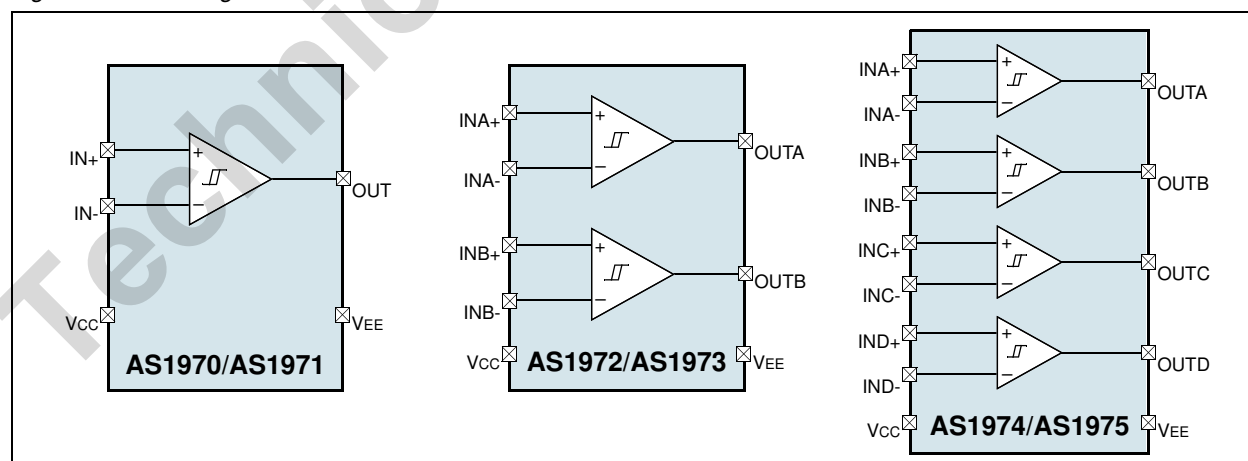 Technic
IN+
+
IN-
−
OUT
VCC
VEE
AS1970/AS1971
INA+
+
INA-
−
OUTA
INB+
+
INB-
−
OUTB
VCC
VEE
AS1972/AS1973
INA+
+
INA-
−
OUTA
INB+
+
INB-
−
OUTB
INC+
+
INC-
−
OUTC
IND+
+
IND-
−
OUTD
VCC
VEE
AS1974/AS1975